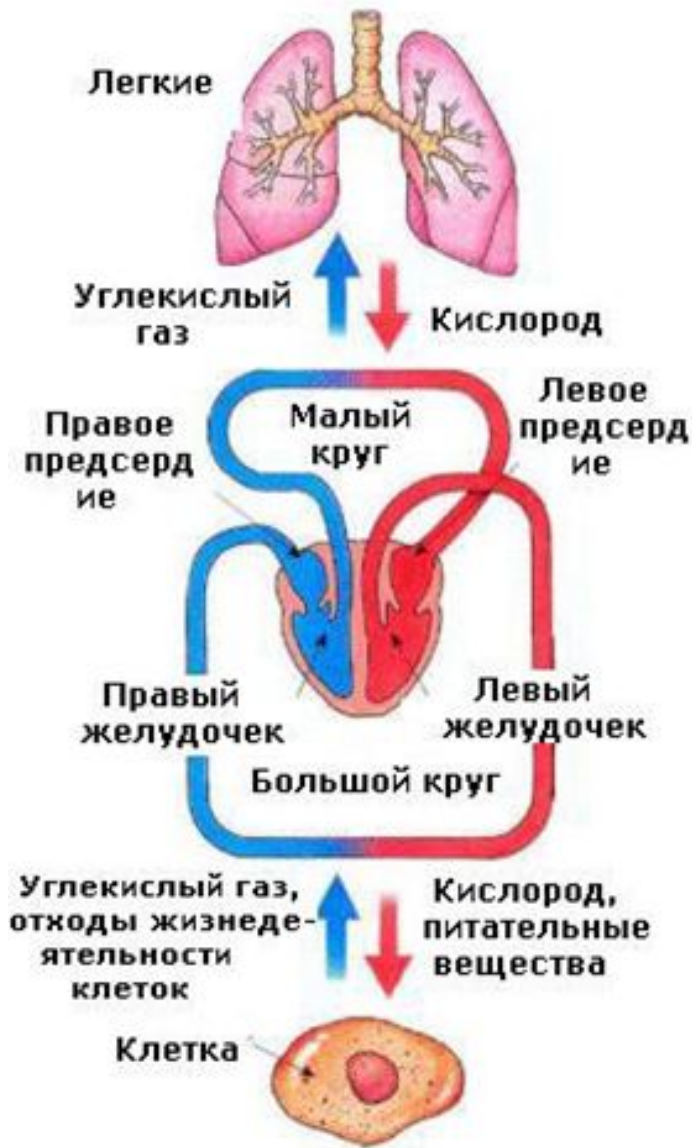 Легкие
Углекислый
газ
Кислород
Правое
предсерд
ие
Малый
круг
Левое
предсерд
ие
Правый
желудочек
Левый
желудочек
Большой круг
Углекислый газ,
отходы жизнеде-
ятельности
клеток
Кислород,
питательные
вещества
Клетка